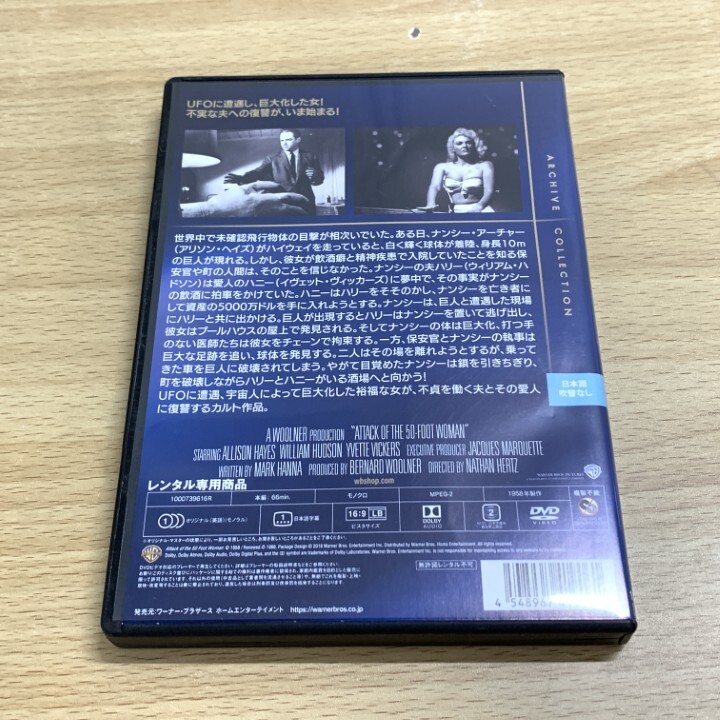 UFOに遭遇し、巨大化した女!
不実な夫への復讐が、いま始まる!
ARCHIVE COLLECTION
世界中で未確認飛行物体の目撃が相次いでいた。ある日、ナンシー・アーチャー
(アリソン・ヘイズ)がハイウェイを走っていると、白く輝く球体が着陸、身長10m
の巨人が現れる。しかし、彼女が飲酒癖と精神疾患で入院していたことを知る保
安官や町の人間は、そのことを信じなかった。ナンシーの夫ハリー(ウィリアム・ハ
ドソン)は愛人のハニー(イヴェット・ヴィッカーズ)に夢中で、その事実がナンシー
の飲酒に拍車をかけていた。ハニーはハリーをそそのかし、ナンシーを亡き者に
して資産の5000万ドルを手に入れようとする。ナンシーは、巨人と遭遇した現場
にハリーと共に出かける。巨人が出現するとハリーはナンシーを置いて逃げ出し、
彼女はプールハウスの屋上で発見される。そしてナンシーの体は巨大化、打つ手
のない医師たちは彼女をチェーンで拘束する。一方、保安官とナンシーの執事は
巨大な足跡を追い、球体を発見する。二人はその場を離れようとするが、乗って
きた車を巨人に破壊されてしまう。やがて目覚めたナンシーは鎖を引きちぎり、
町を破壊しながらハリーとハニーがいる酒場へと向かう!
UFOに遭遇、宇宙人によって巨大化した裕福な女が、不貞を働く夫とその愛人
に復讐するカルト作品。
日本語
吹替なし
A WOOLNER PRODUCTION "ATTACK OF THE 50-FOOT WOMAN"
STARRING ALLISON HAYES WILLIAM HUDSON YVETTE VICKERS EXECUTIVE PRODUCER JACQUES MARQUETTE
WRITTEN BY MARK HANNA PRODUCED BY BERNARD WOOLNER DIRECTED BY NATHAN HERTZ
wbshop.com
レンタル専用商品
1000739616R 本編:66min. モノクロ MPEG-2 1958年製作 複製不能
1 オリジナル(英語)(モノラル) 1 日本語字幕 16:9 LB ビスタサイズ DOLBY AUDIO 2 DVD VIDEO
無許諾レンタル不可
発売元:ワーナー・ブラザース ホームエンターテイメント https://warnerbros.co.jp/